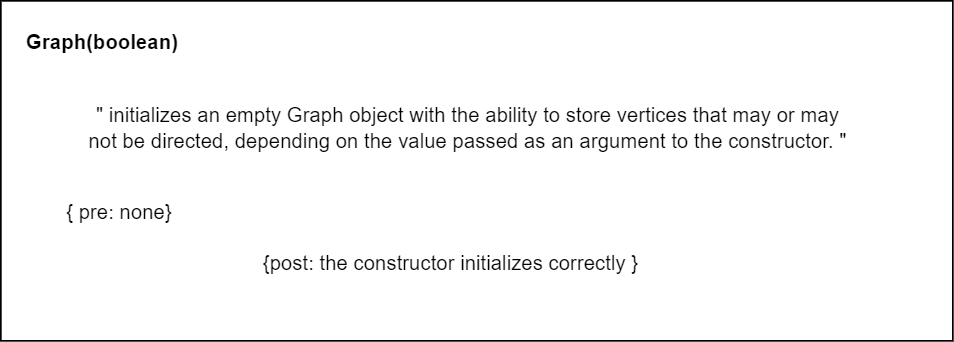 Graph(boolean)
" initializes an empty Graph object with the ability to store vertices that may or may
not be directed, depending on the value passed as an argument to the constructor. "
{ pre: none}
{post: the constructor initializes correctly }